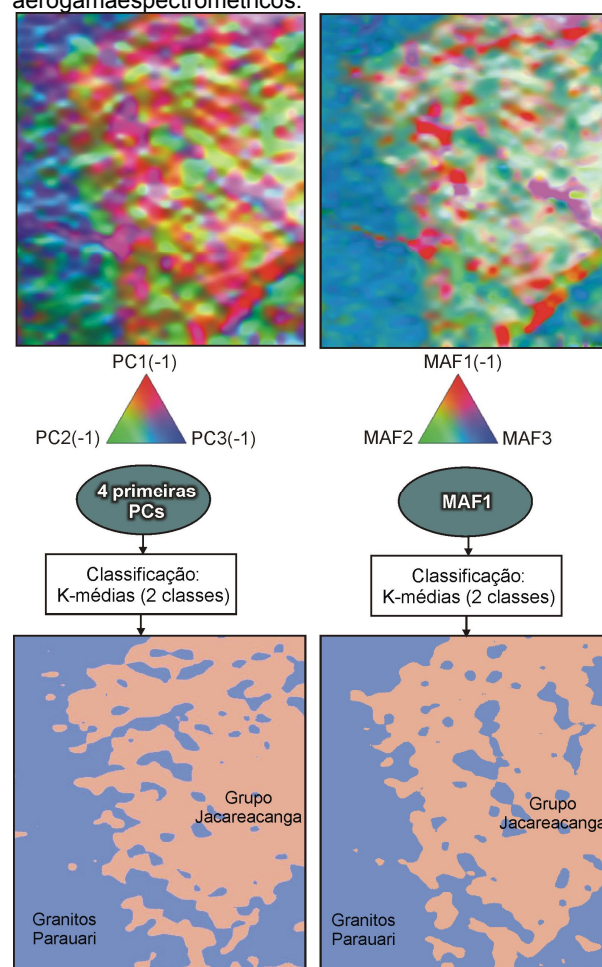 aerogamaespectrométricos.
PC1(-1)
PC2(-1) PC3(-1)
MAF1(-1)
MAF2 MAF3
4 primeiras
PCs
MAF1
Classificação:
K-médias (2 classes)
Classificação:
K-médias (2 classes)
Grupo
Jacareacanga
Granitos
Parauari
Grupo
Jacareacanga
Granitos
Parauari